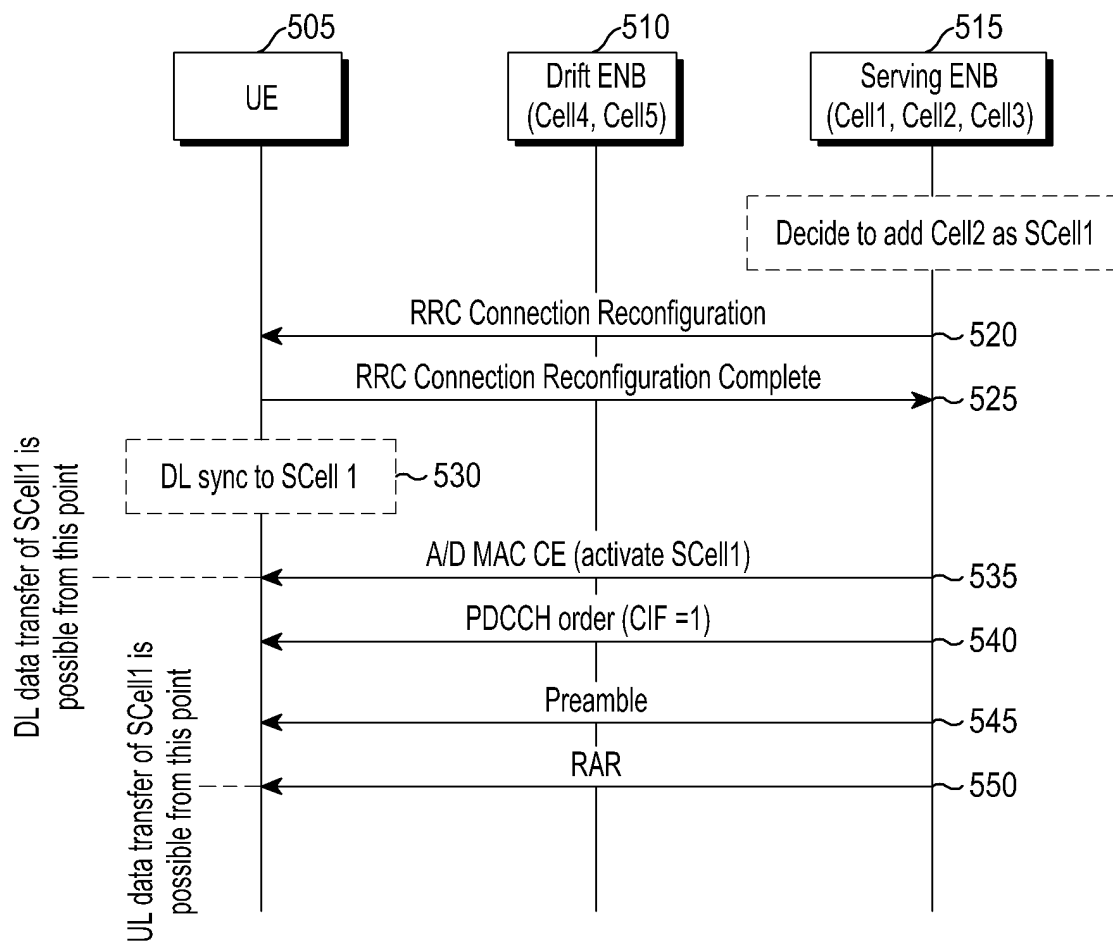 505
510
515
UE
Drift ENB
(Cell4, Cell5)
Serving ENB
(Cell1, Cell2, Cell3)
Decide to add Cell2 as SCell1
RRC Connection Reconfiguration
520
RRC Connection Reconfiguration Complete
525
DL sync to SCell 1
530
DL data transfer of SCell1 is
possible from this point
A/D MAC CE (activate SCell1)
535
PDCCH order (CIF =1)
540
Preamble
545
UL data transfer of SCell1 is
possible from this point
RAR
550